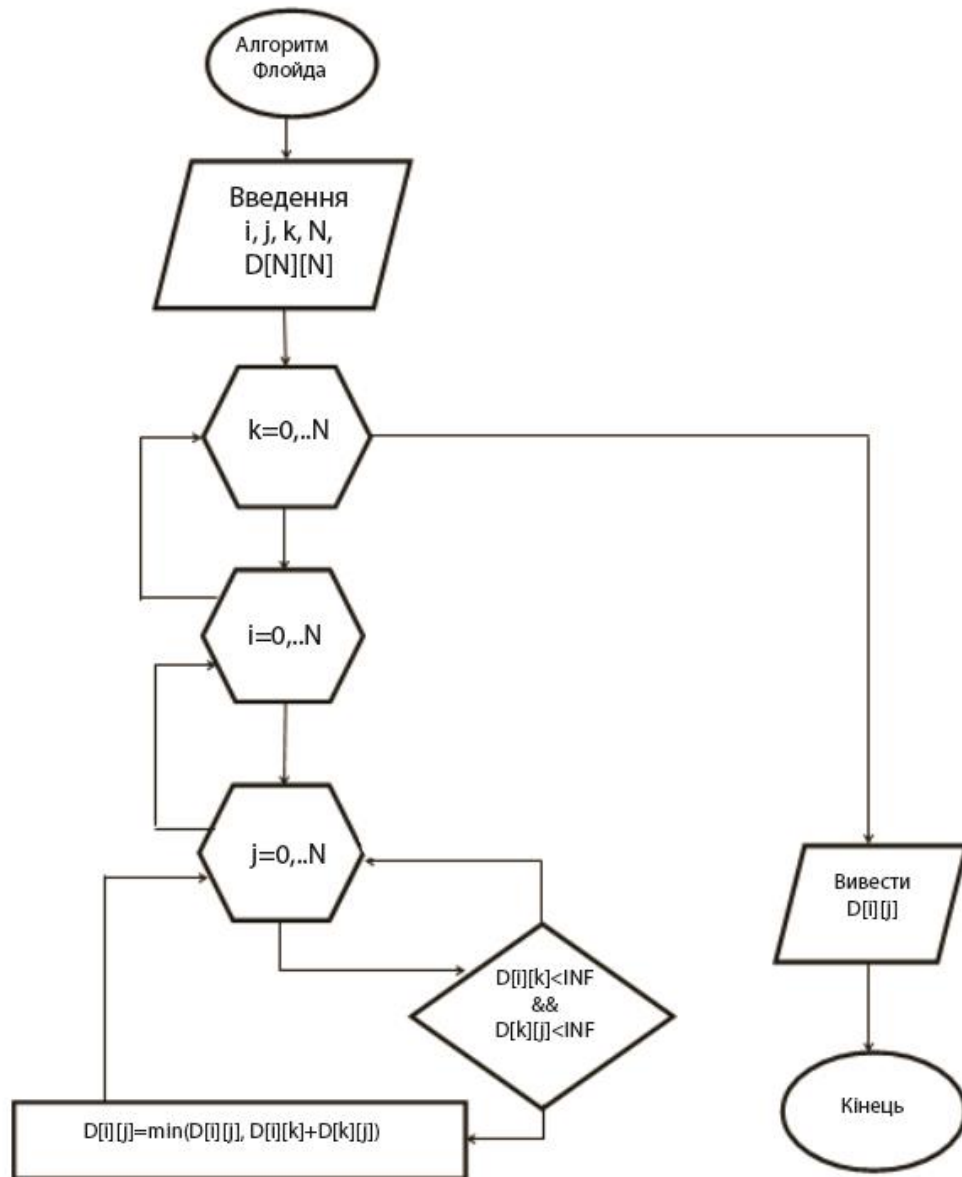 Алгоритм
Флойда
Введення
i, j, k, N,
D[N][N]
k=0,..N
i=0,..N
j=0,..N
D[i][k]<INF
&&
D[k][j]<INF
D[i][j]=min(D[i][j], D[i][k]+D[k][j])
Вивести
D[i][j]
Кінець